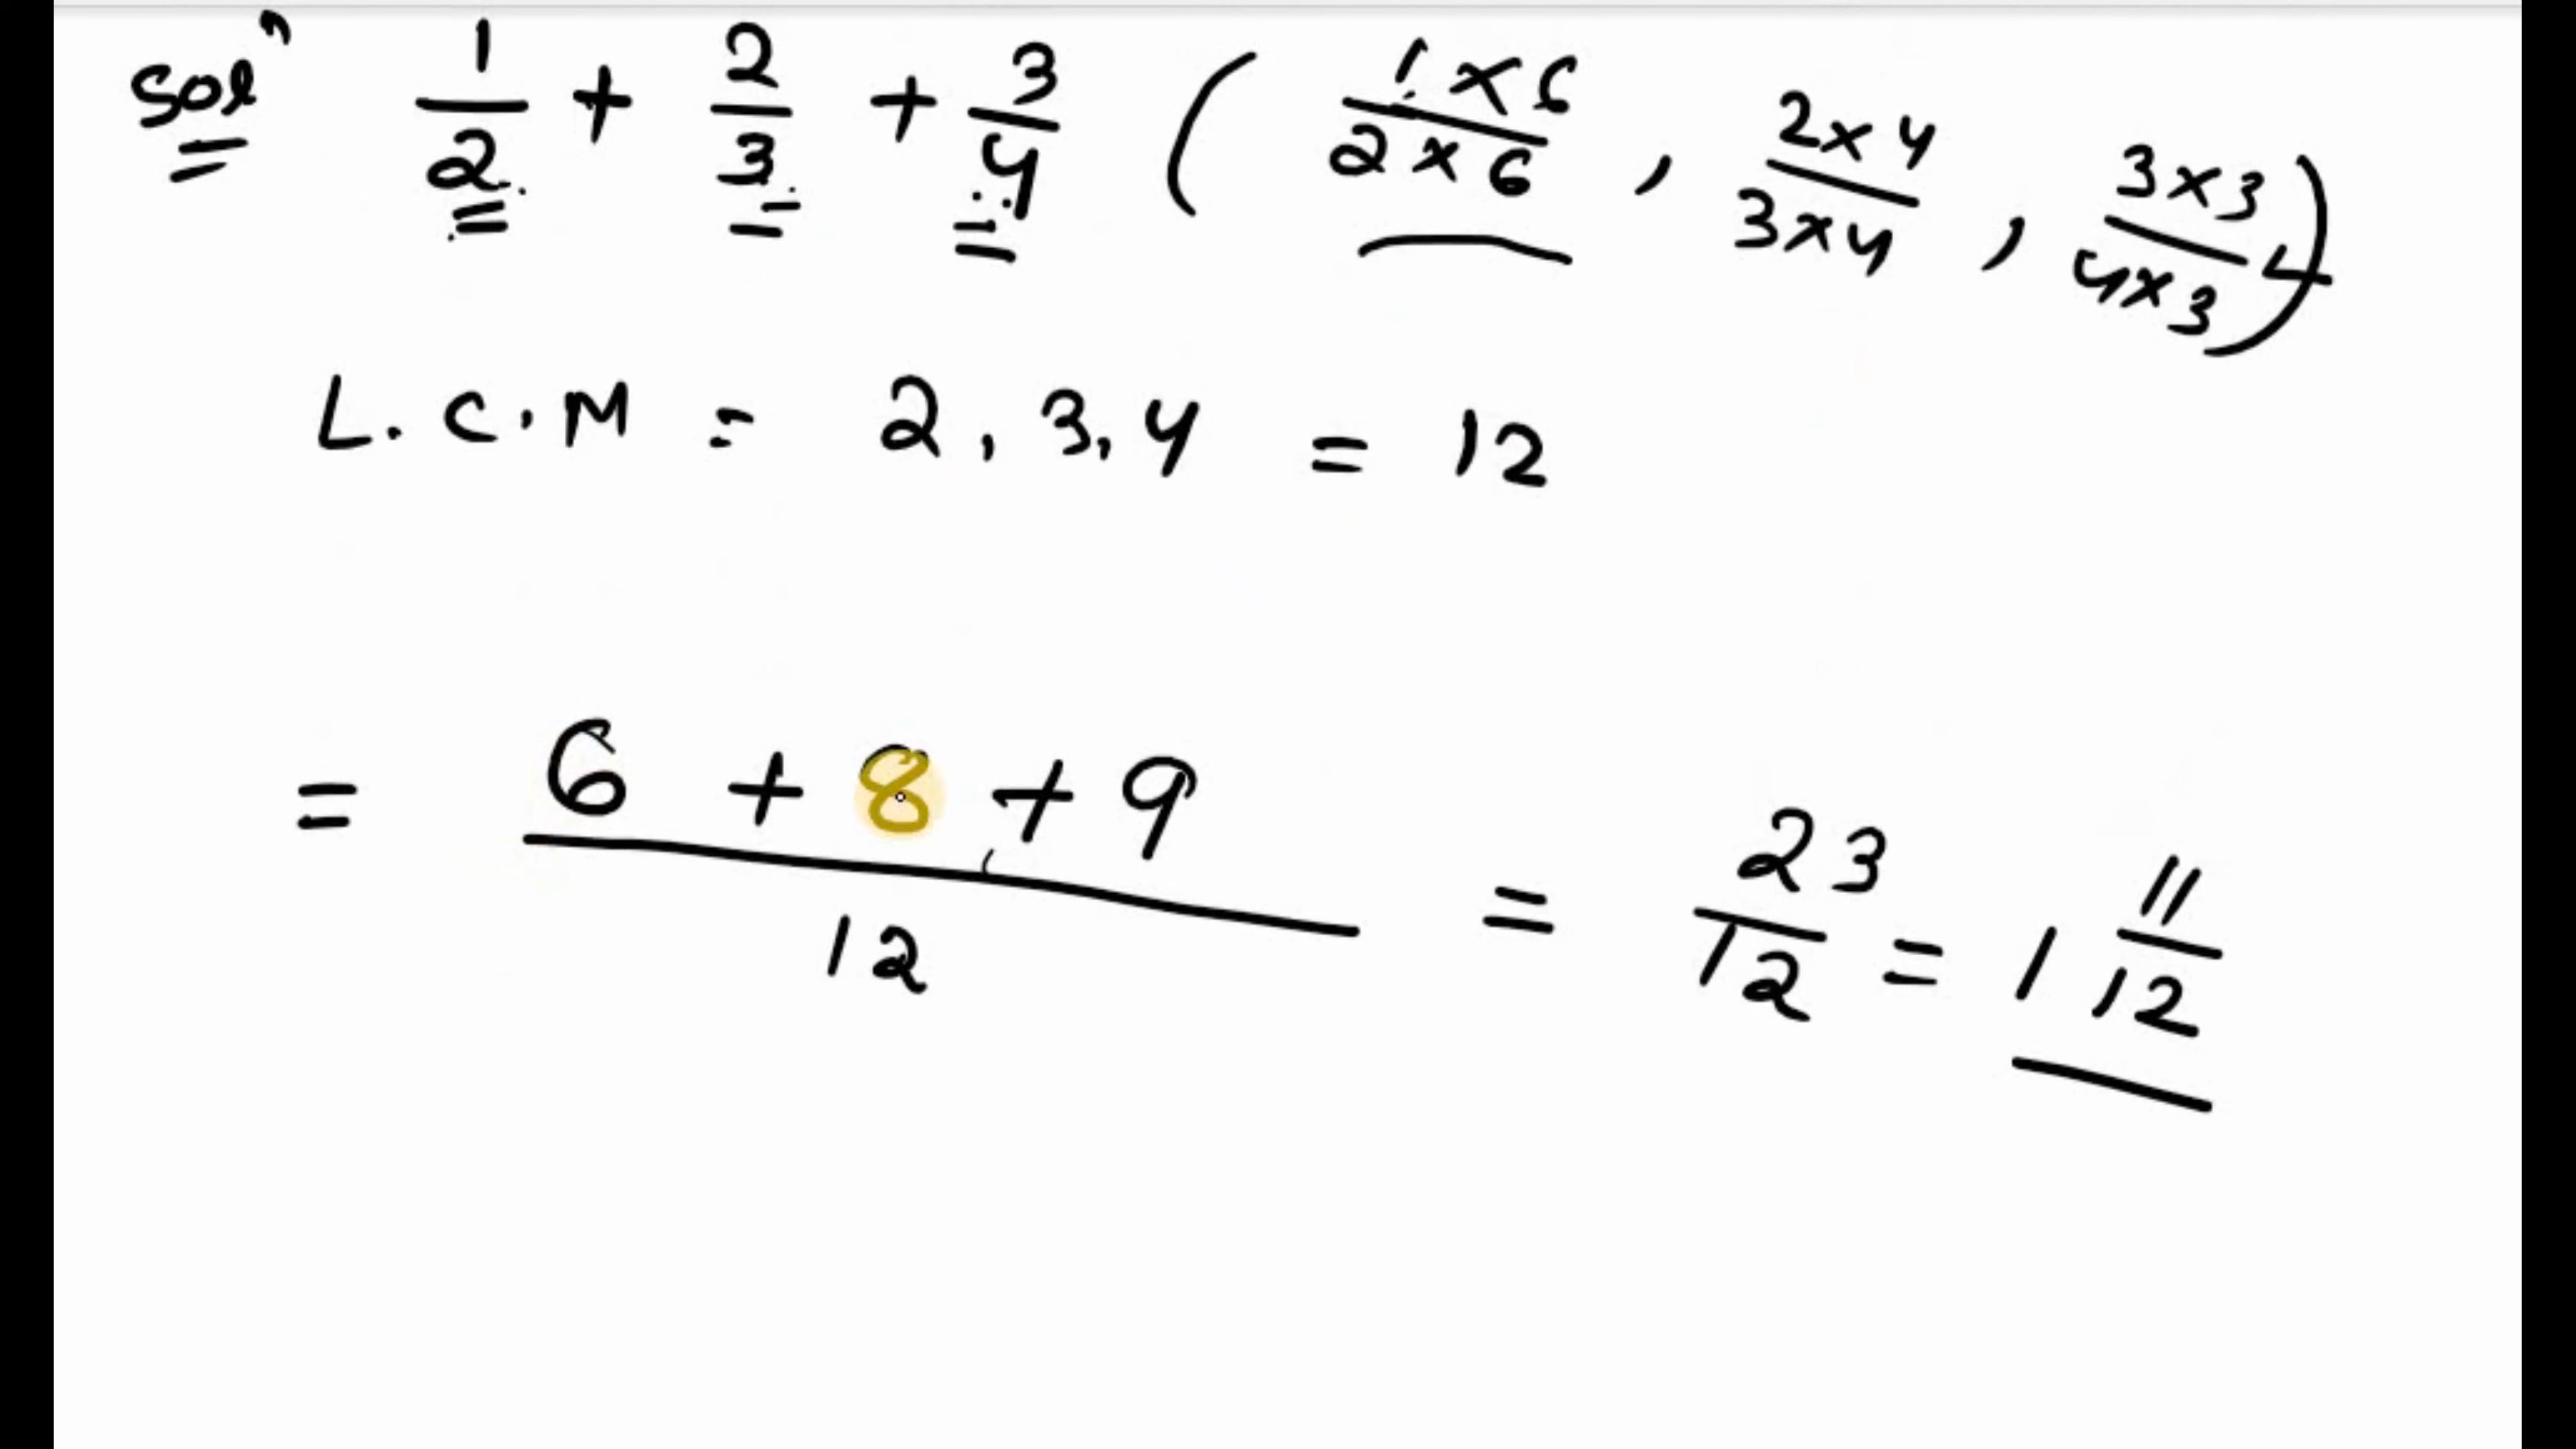 Solⁿ 1/2 + 2/3 + 3/4 ( 1×6/2×6 , 2×4/3×4 , 3×3/4×3 )
L.C.M = 2, 3, 4 = 12
= 6 + 8 + 9/12 = 23/12 = 1 11/12